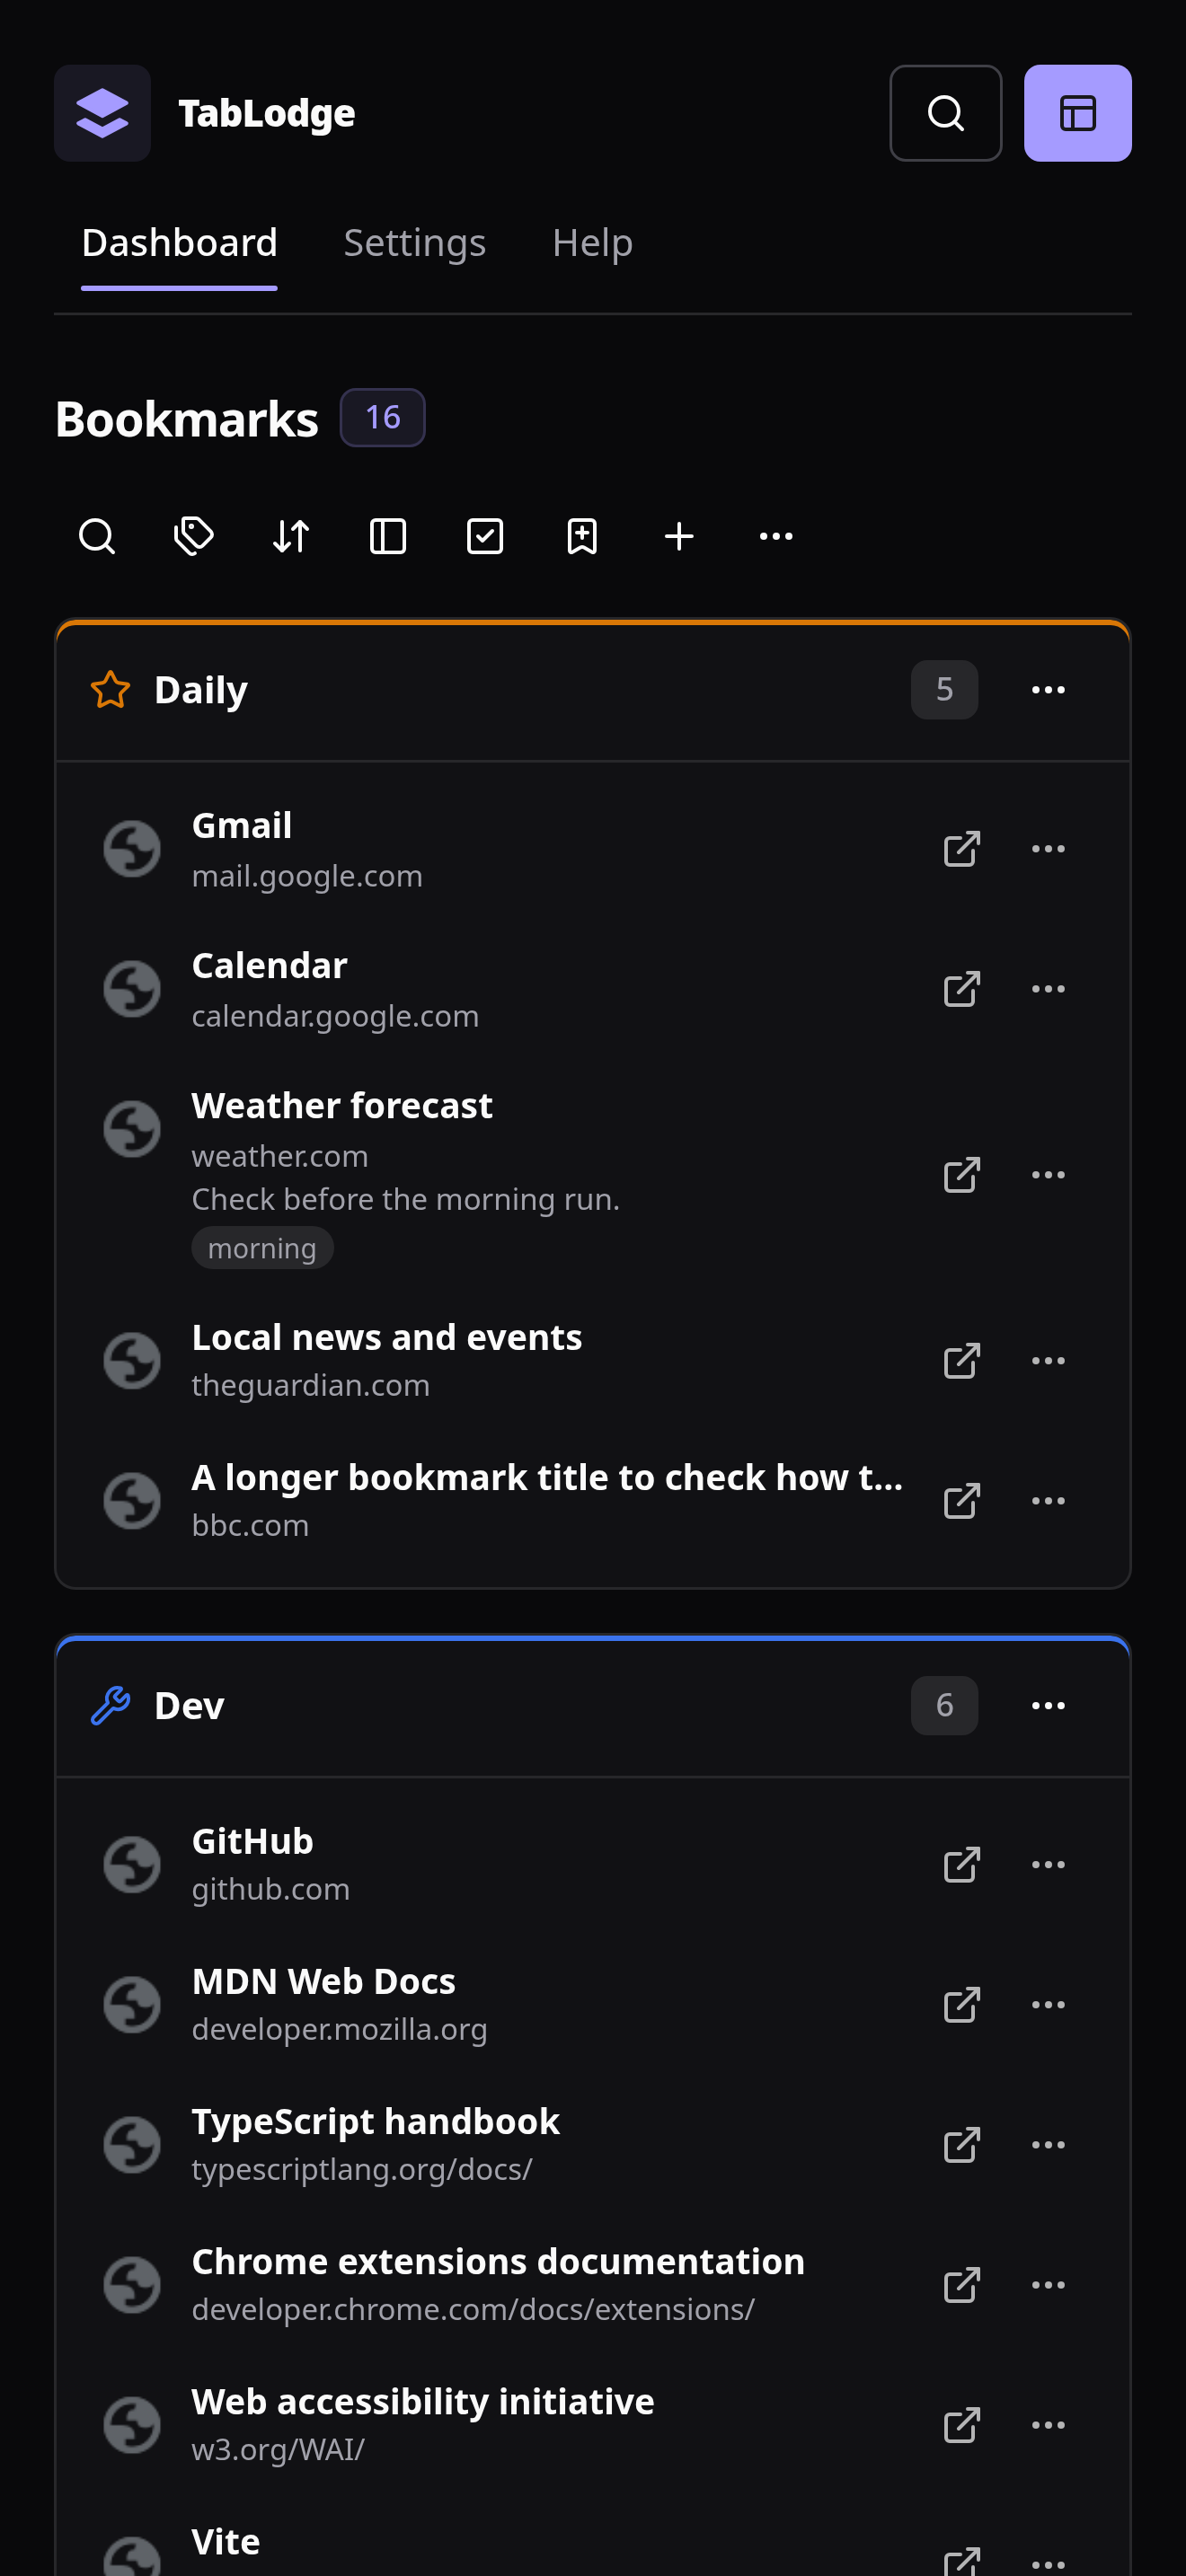 TabLodge
Dashboard Settings Help
Bookmarks 16
Daily 5
Gmail
mail.google.com
Calendar
calendar.google.com
Weather forecast
weather.com
Check before the morning run.
morning
Local news and events
theguardian.com
A longer bookmark title to check how t...
bbc.com
Dev 6
GitHub
github.com
MDN Web Docs
developer.mozilla.org
TypeScript handbook
typescriptlang.org/docs/
Chrome extensions documentation
developer.chrome.com/docs/extensions/
Web accessibility initiative
w3.org/WAI/
Vite